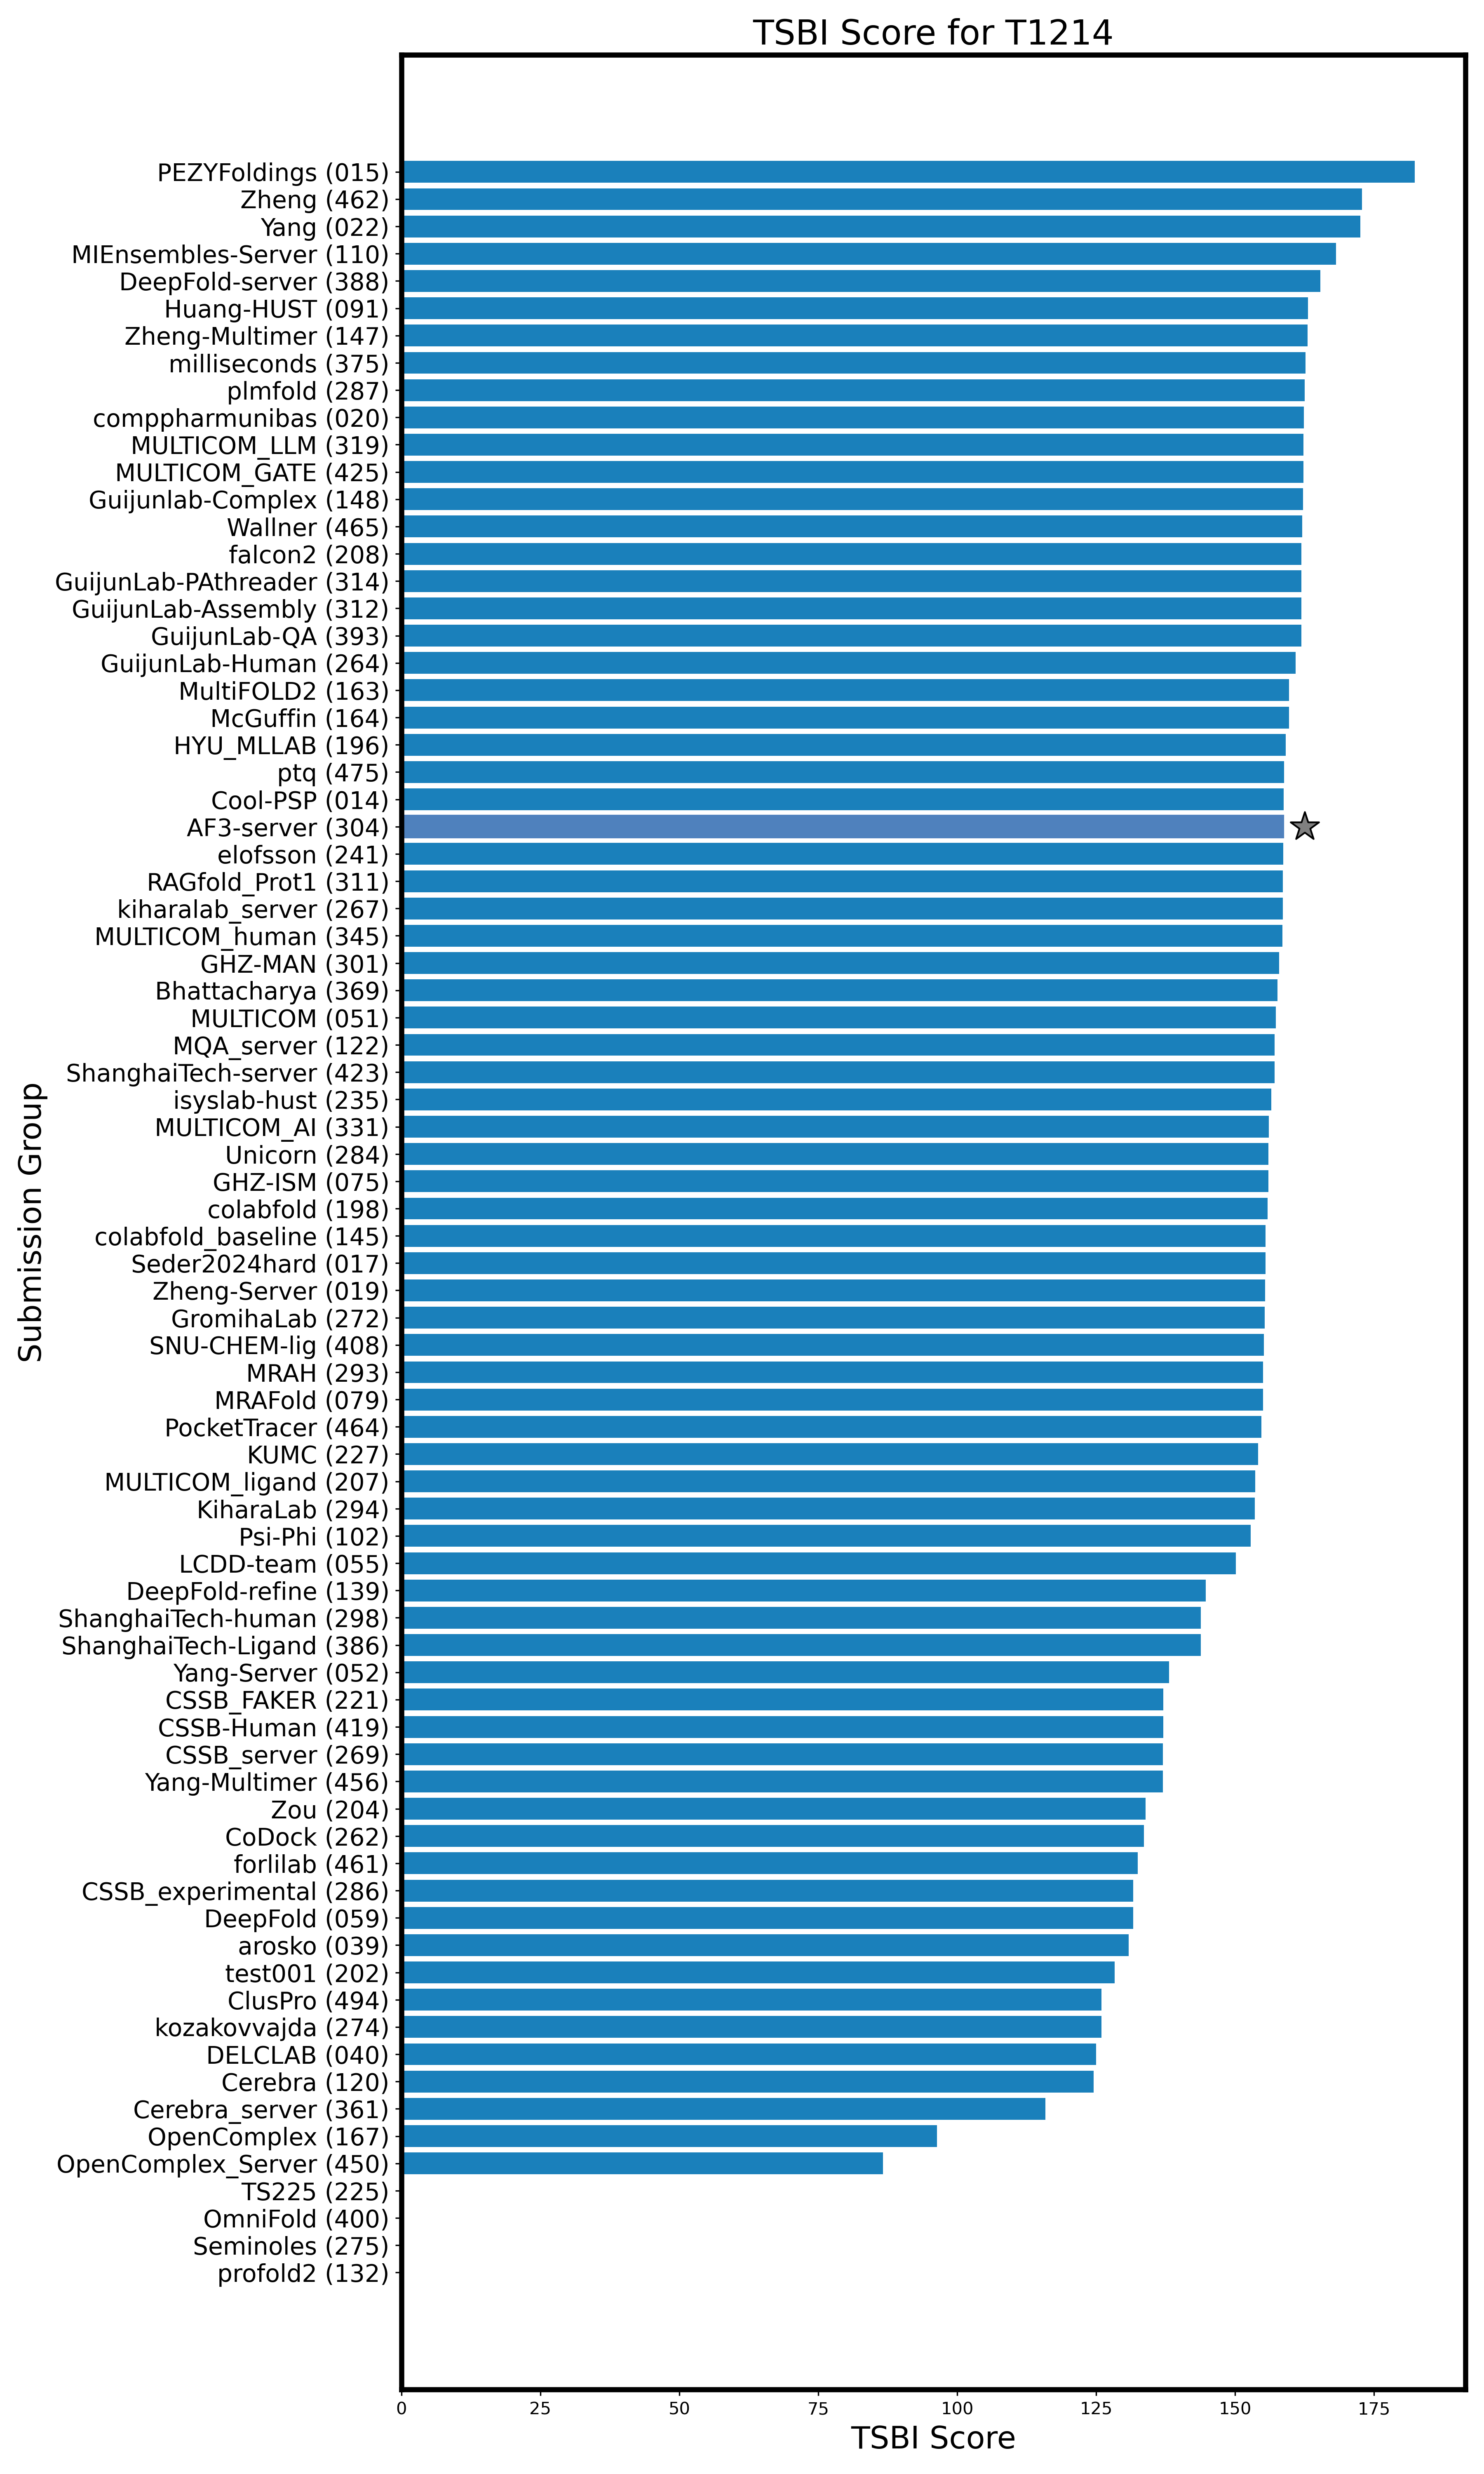 TSBI Score for T1214
PEZYFoldings (015)
Zheng (462)
Yang (022)
MIEnsembles-Server (110)
DeepFold-server (388)
Huang-HUST (091)
Zheng-Multimer (147)
milliseconds (375)
plmfold (287)
comppharmunibas (020)
MULTICOM_LLM (319)
MULTICOM_GATE (425)
Guijunlab-Complex (148)
Wallner (465)
falcon2 (208)
GuijunLab-PAthreader (314)
GuijunLab-Assembly (312)
GuijunLab-QA (393)
GuijunLab-Human (264)
MultiFOLD2 (163)
McGuffin (164)
HYU_MLLAB (196)
ptq (475)
Cool-PSP (014)
AF3-server (304)
elofsson (241)
RAGfold_Prot1 (311)
kiharalab_server (267)
MULTICOM_human (345)
GHZ-MAN (301)
Bhattacharya (369)
MULTICOM (051)
MQA_server (122)
ShanghaiTech-server (423)
isyslab-hust (235)
MULTICOM_AI (331)
Unicorn (284)
GHZ-ISM (075)
colabfold (198)
colabfold_baseline (145)
Seder2024hard (017)
Zheng-Server (019)
GromihaLab (272)
SNU-CHEM-lig (408)
MRAH (293)
MRAFold (079)
PocketTracer (464)
KUMC (227)
MULTICOM_ligand (207)
KiharaLab (294)
Psi-Phi (102)
LCDD-team (055)
DeepFold-refine (139)
ShanghaiTech-human (298)
ShanghaiTech-Ligand (386)
Yang-Server (052)
CSSB_FAKER (221)
CSSB-Human (419)
CSSB_server (269)
Yang-Multimer (456)
Zou (204)
CoDock (262)
forlilab (461)
CSSB_experimental (286)
DeepFold (059)
arosko (039)
test001 (202)
ClusPro (494)
kozakovvajda (274)
DELCLAB (040)
Cerebra (120)
Cerebra_server (361)
OpenComplex (167)
OpenComplex_Server (450)
TS225 (225)
OmniFold (400)
Seminoles (275)
profold2 (132)
Submission Group
0 25 50 75 100 125 150 175
TSBI Score